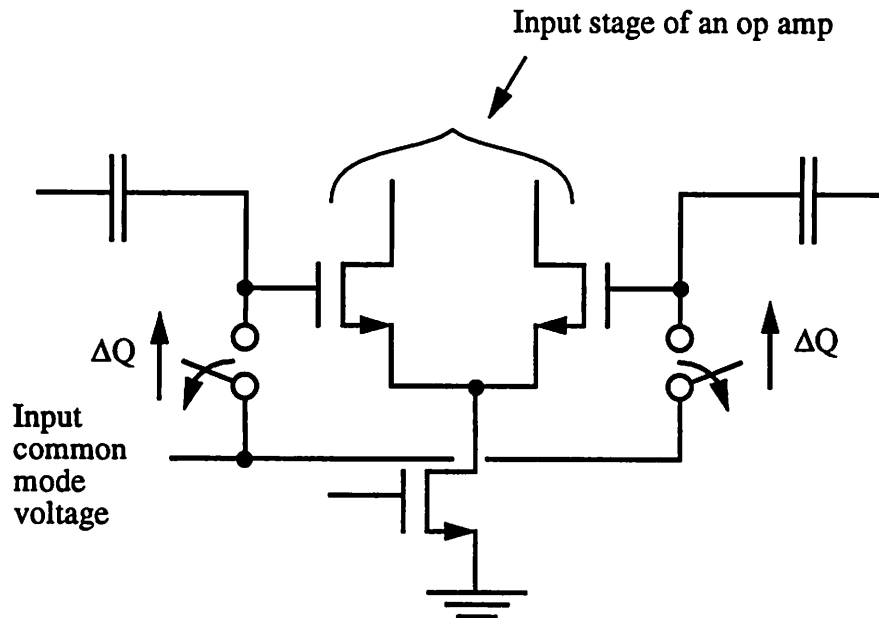 Input stage of an op amp
ΔQ
ΔQ
Input
common
mode
voltage